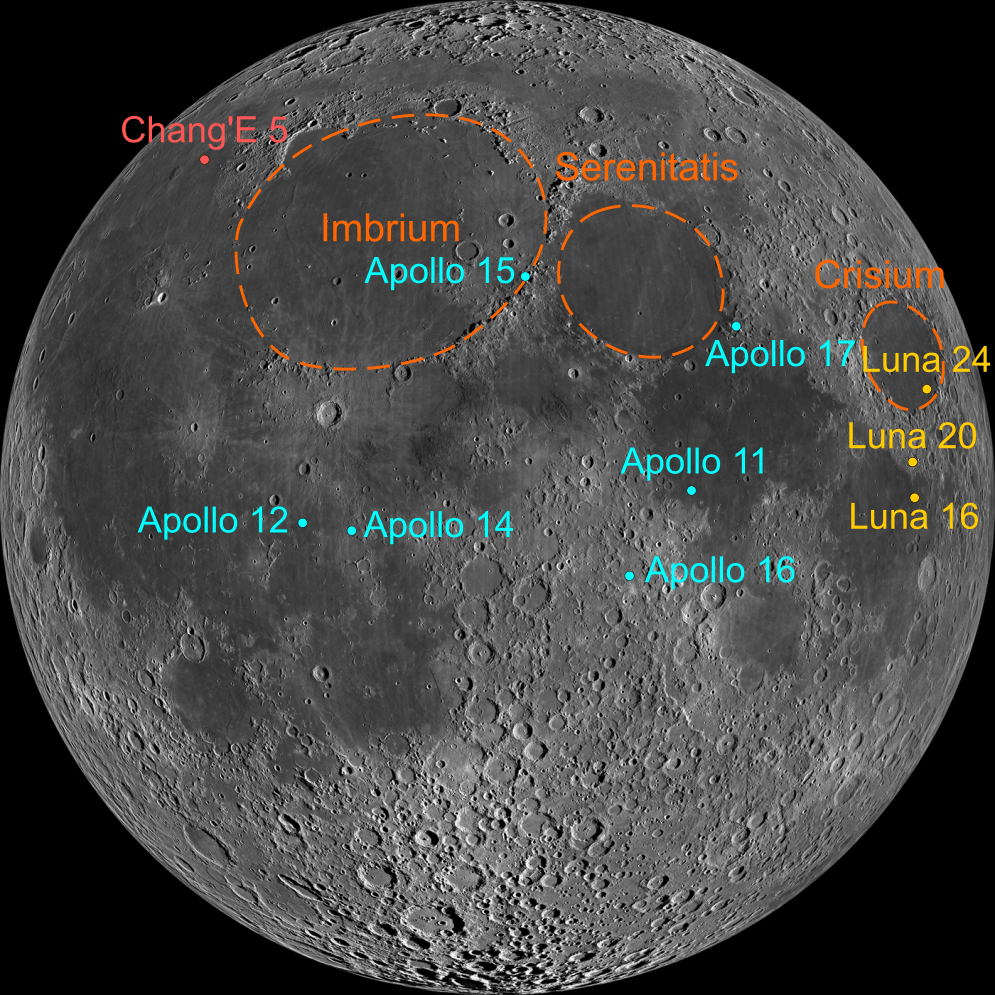 Chang'E 5
Serenitatis
Imbrium
Apollo 15
Crisium
Apollo 17
Luna 24
Luna 20
Apollo 11
Luna 16
Apollo 12
Apollo 14
Apollo 16